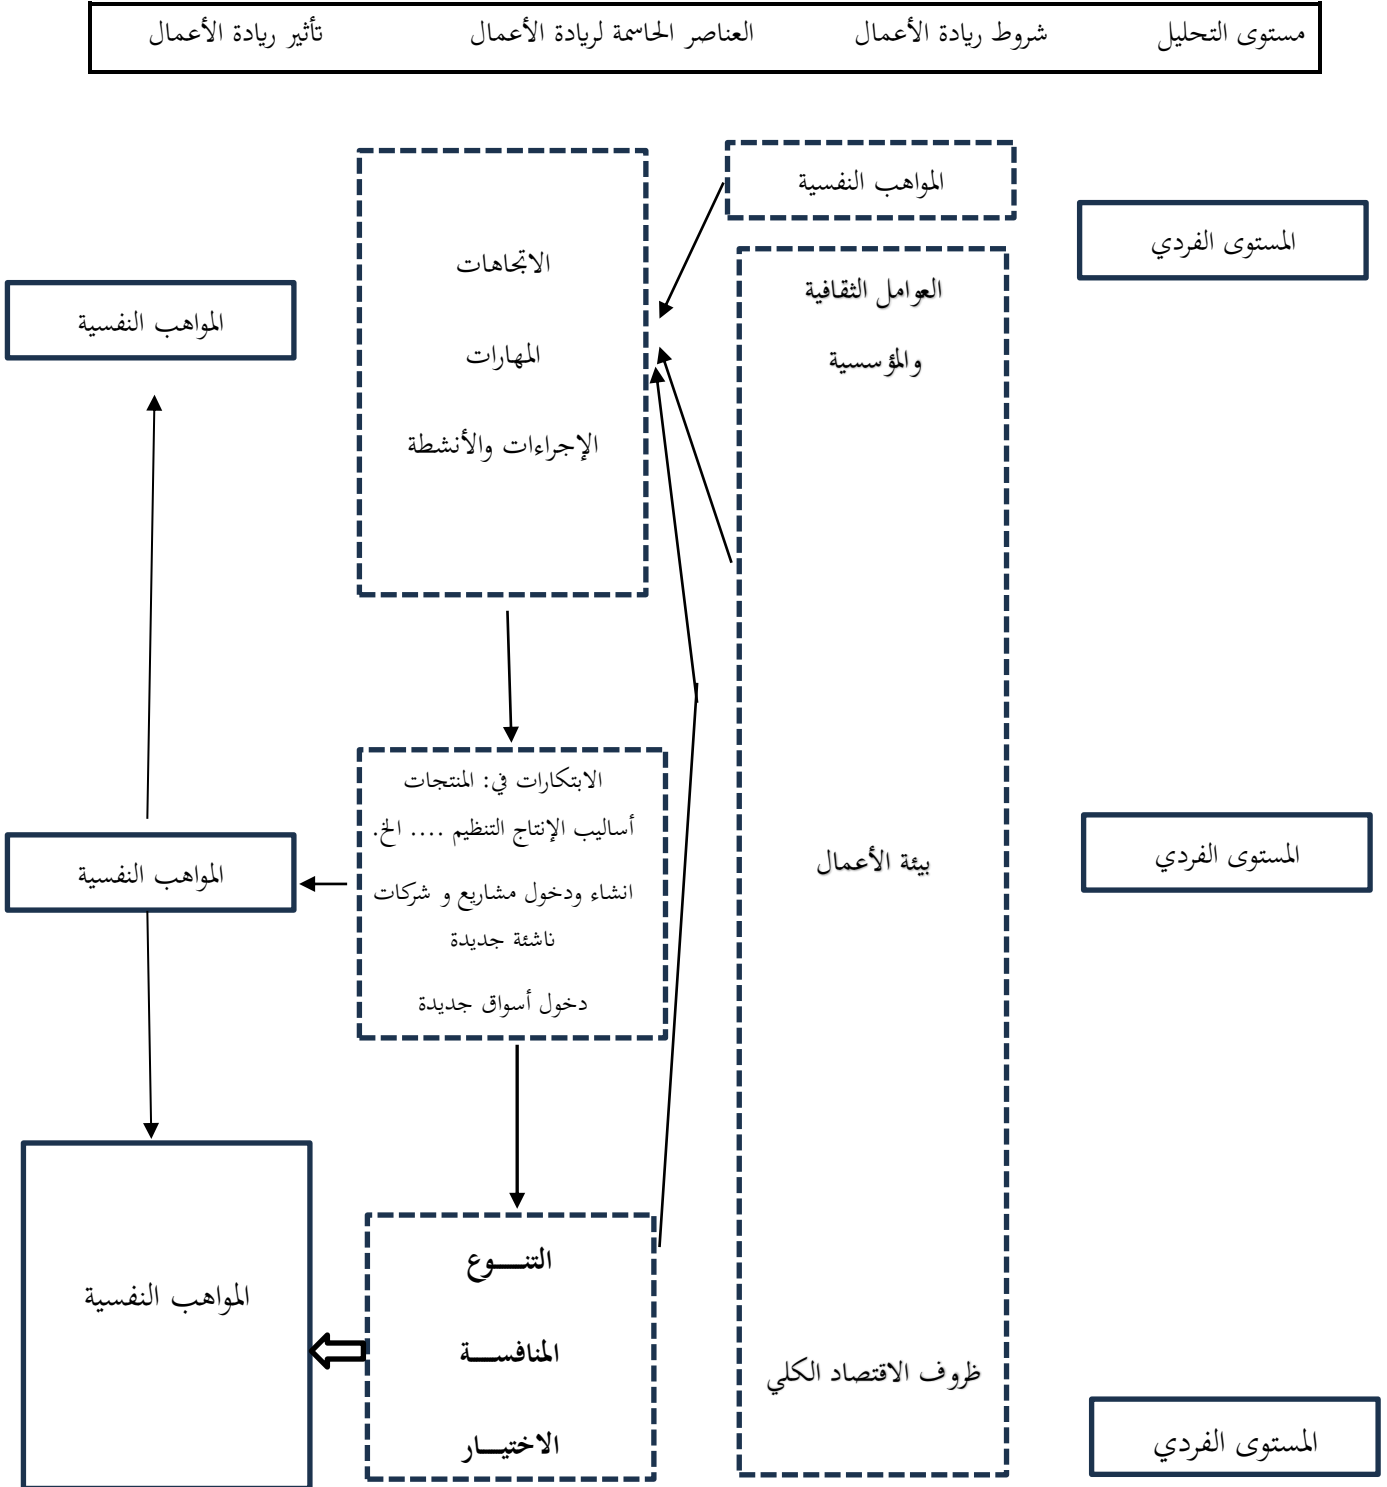 مستوى التحليل شروط ريادة الأعمال العناصر الحاسمة لريادة الأعمال تأثير ريادة الأعمال
المواهب النفسية
المستوى الفردي
العوامل الثقافية
والمؤسسية
الاتجاهات
المهارات
الإجراءات والأنشطة
المواهب النفسية
المستوى الفردي
بيئة الأعمال
الابتكارات في: المنتجات
أساليب الإنتاج التنظيم .... الخ.
انشاء ودخول مشاريع و شركات
ناشئة جديدة
دخول أسواق جديدة
المواهب النفسية
المستوى الفردي
ظروف الاقتصاد الكلي
التنـــوع
المنافســـة
الاختيـــار
المواهب النفسية